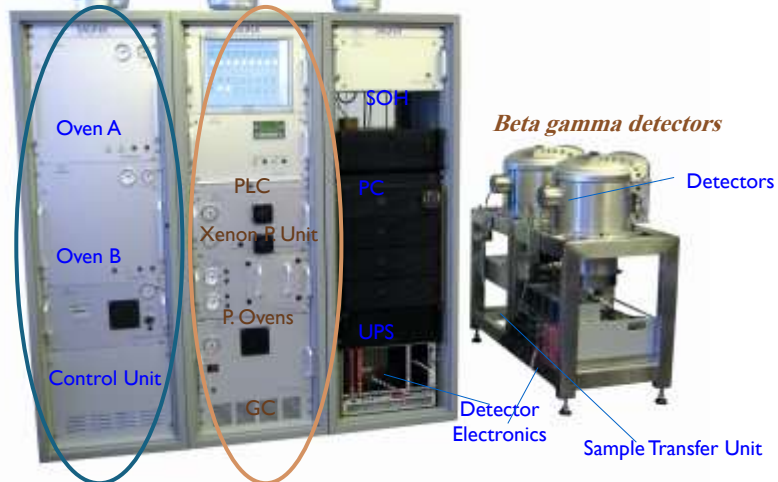 Oven A
Oven B
Control Unit
PLC
Xenon P. Unit
P. Ovens
GC
SOH
PC
UPS
Detector
Electronics
Beta gamma detectors
Detectors
Sample Transfer Unit